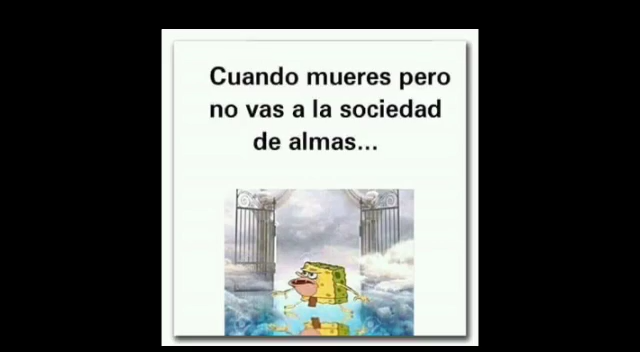 Cuando mueres pero
no vas a la sociedad
de almas...